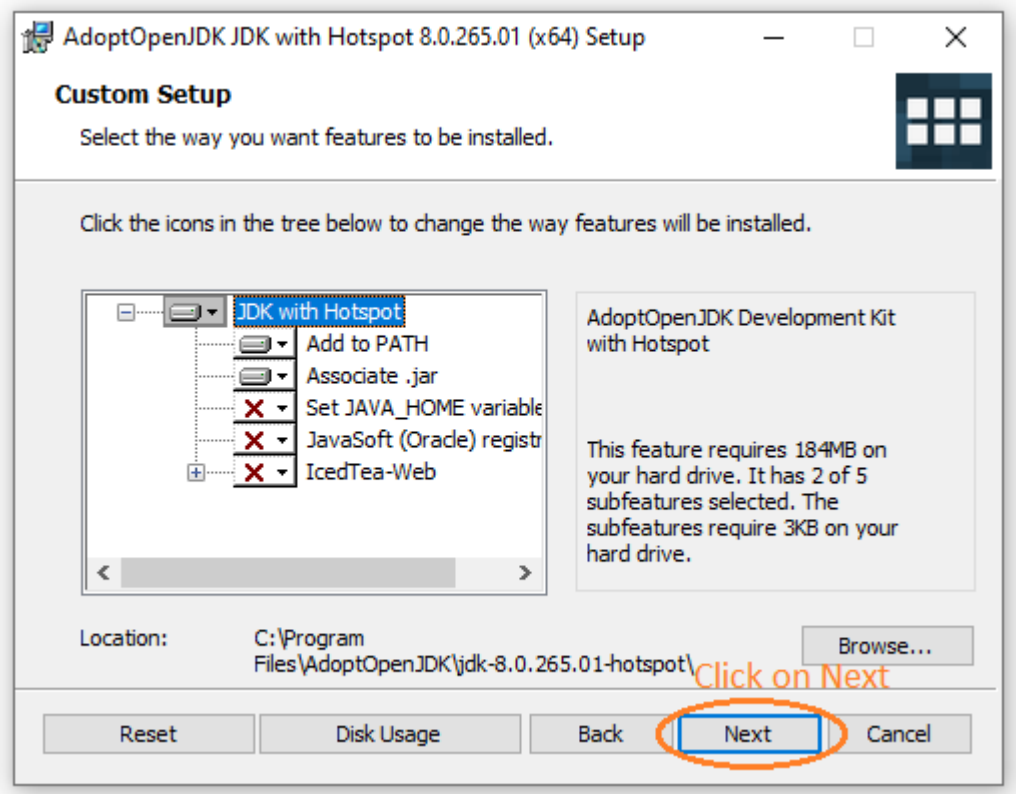 AdoptOpenJDK JDK with Hotspot 8.0.265.01 (x64) Setup
Custom Setup
Select the way you want features to be installed.
Click the icons in the tree below to change the way features will be installed.
JDK with Hotspot
Add to PATH
Associate .jar
Set JAVA_HOME variable
JavaSoft (Oracle) registr
IcedTea-Web
AdoptOpenJDK Development Kit
with Hotspot
This feature requires 184MB on
your hard drive. It has 2 of 5
subfeatures selected. The
subfeatures require 3KB on your
hard drive.
Location:
C:\Program
Files\AdoptOpenJDK\jdk-8.0.265.01-hotspot\
Browse...
Click on Next
Reset
Disk Usage
Back
Next
Cancel